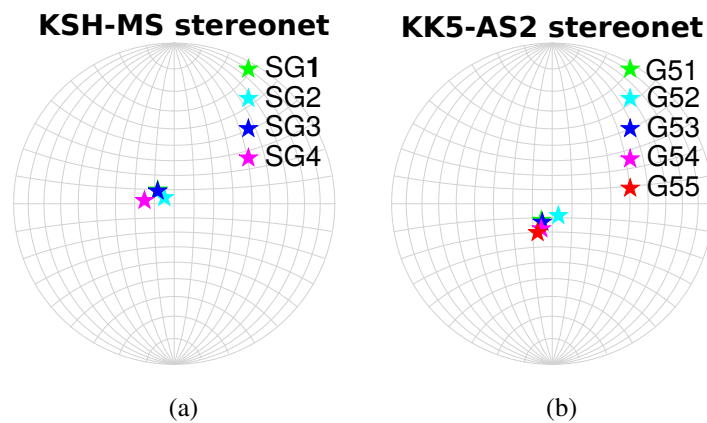 KSH-MS stereonet
SG1
SG2
SG3
SG4
(a)
KK5-AS2 stereonet
G51
G52
G53
G54
G55
(b)